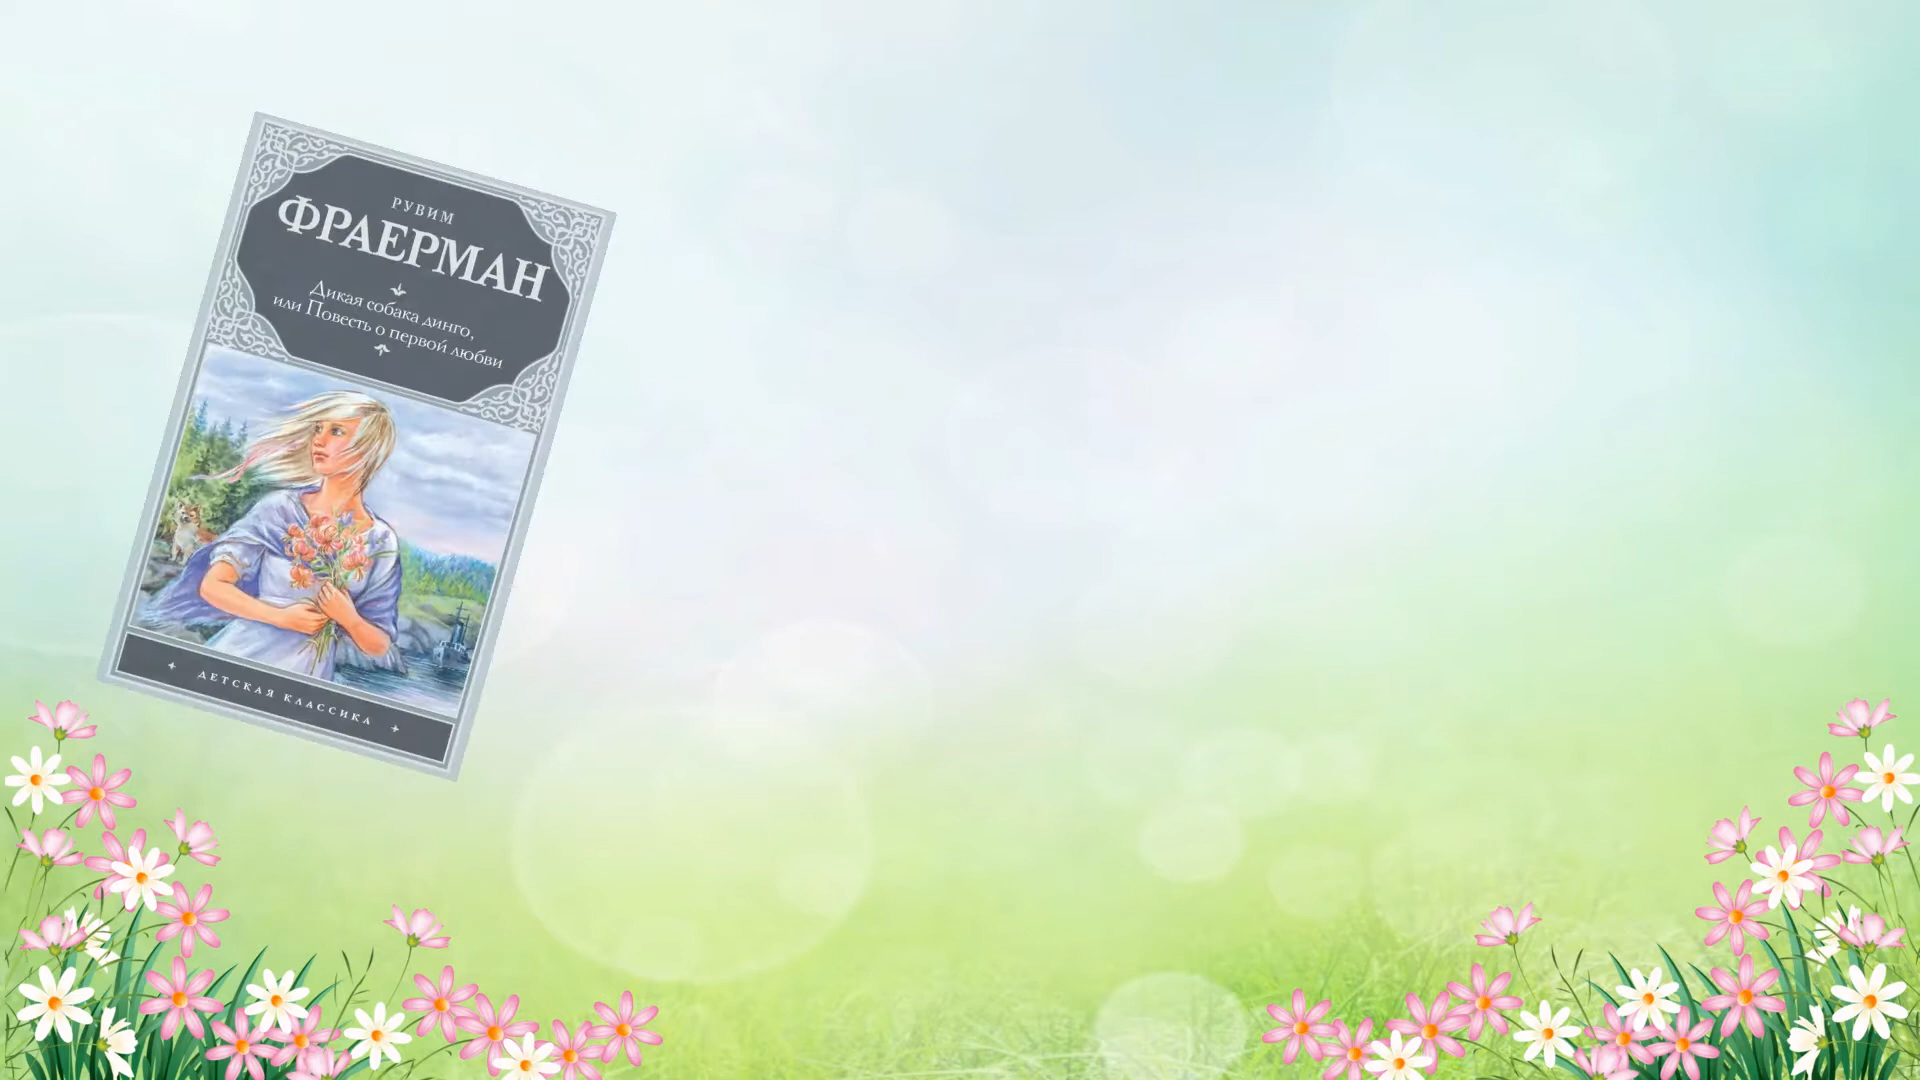 РУВИМ
ФРАЕРМАН
Дикая собака динго,
или Повесть о первой любви
ДЕТСКАЯ КЛАССИКА